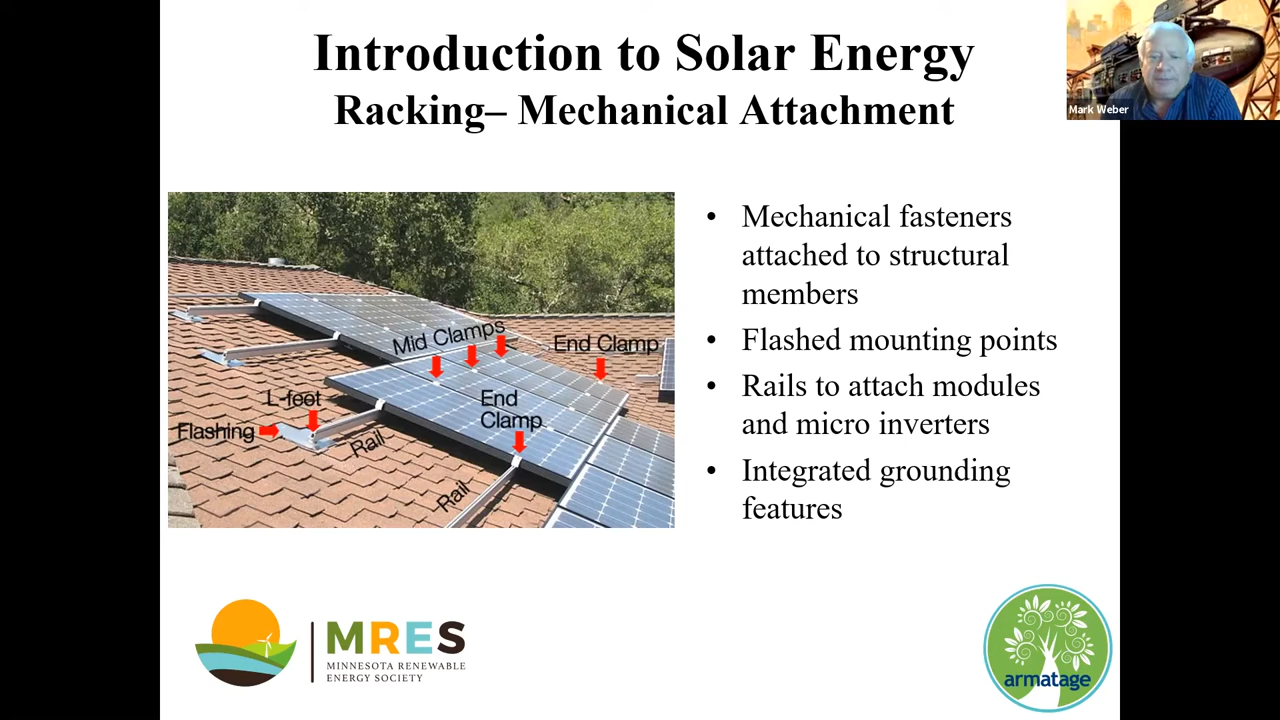 Introduction to Solar Energy
Racking– Mechanical Attachment
Mark Weber
Mid Clamps
End Clamp
L-feet
End
Clamp
Flashing
Rail
Rail
• Mechanical fasteners
attached to structural
members
• Flashed mounting points
• Rails to attach modules
and micro inverters
• Integrated grounding
features
MRES
MINNESOTA RENEWABLE
ENERGY SOCIETY
armatage